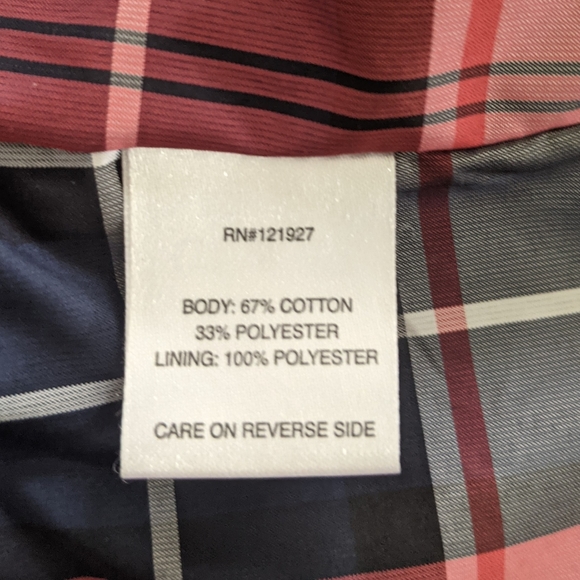 RN#121927
BODY: 67% COTTON
33% POLYESTER
LINING: 100% POLYESTER
CARE ON REVERSE SIDE